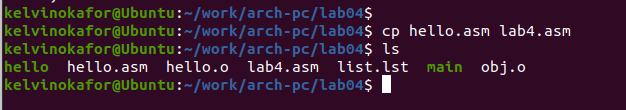 kelvinokafor@Ubuntu:~/work/arch-pc/lab04$
kelvinokafor@Ubuntu:~/work/arch-pc/lab04$ cp hello.asm lab4.asm
kelvinokafor@Ubuntu:~/work/arch-pc/lab04$ ls
hello  hello.asm  hello.o  lab4.asm  list.lst  main  obj.o
kelvinokafor@Ubuntu:~/work/arch-pc/lab04$